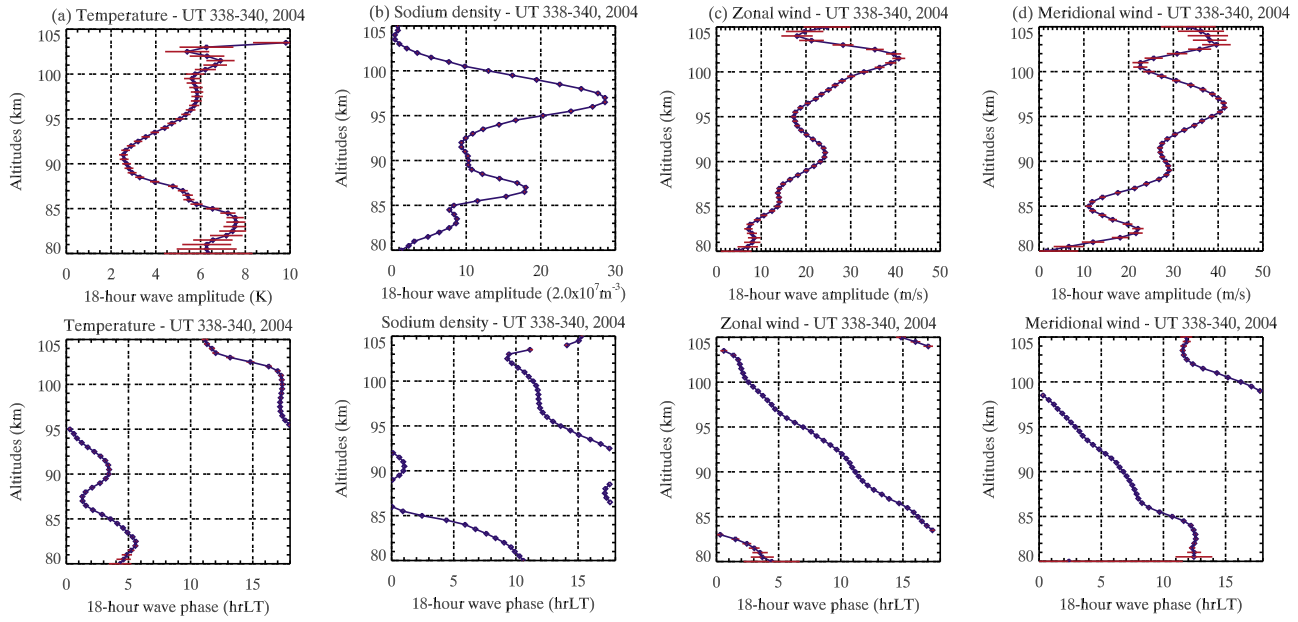 (a) Temperature - UT 338-340, 2004
105
100
95
90
85
80
Altitudes (km)
0 2 4 6 8 10
18-hour wave amplitude (K)
(b) Sodium density - UT 338-340, 2004
105
100
95
90
85
80
Altitudes (km)
0 10 20 30
18-hour wave amplitude (2.0x10⁷m⁻³)
(c) Zonal wind - UT 338-340, 2004
105
100
95
90
85
80
Altitudes (km)
0 10 20 30 40 50
18-hour wave amplitude (m/s)
(d) Meridional wind - UT 338-340, 2004
105
100
95
90
85
80
Altitudes (km)
0 10 20 30 40 50
18-hour wave amplitude (m/s)
Temperature - UT 338-340, 2004
105
100
95
90
85
80
Altitudes (km)
0 5 10 15
18-hour wave phase (hrLT)
Sodium density - UT 338-340, 2004
105
100
95
90
85
80
Altitudes (km)
0 5 10 15
18-hour wave phase (hrLT)
Zonal wind - UT 338-340, 2004
105
100
95
90
85
80
Altitudes (km)
0 5 10 15
18-hour wave phase (hrLT)
Meridional wind - UT 338-340, 2004
105
100
95
90
85
80
Altitudes (km)
0 5 10 15
18-hour wave phase (hrLT)